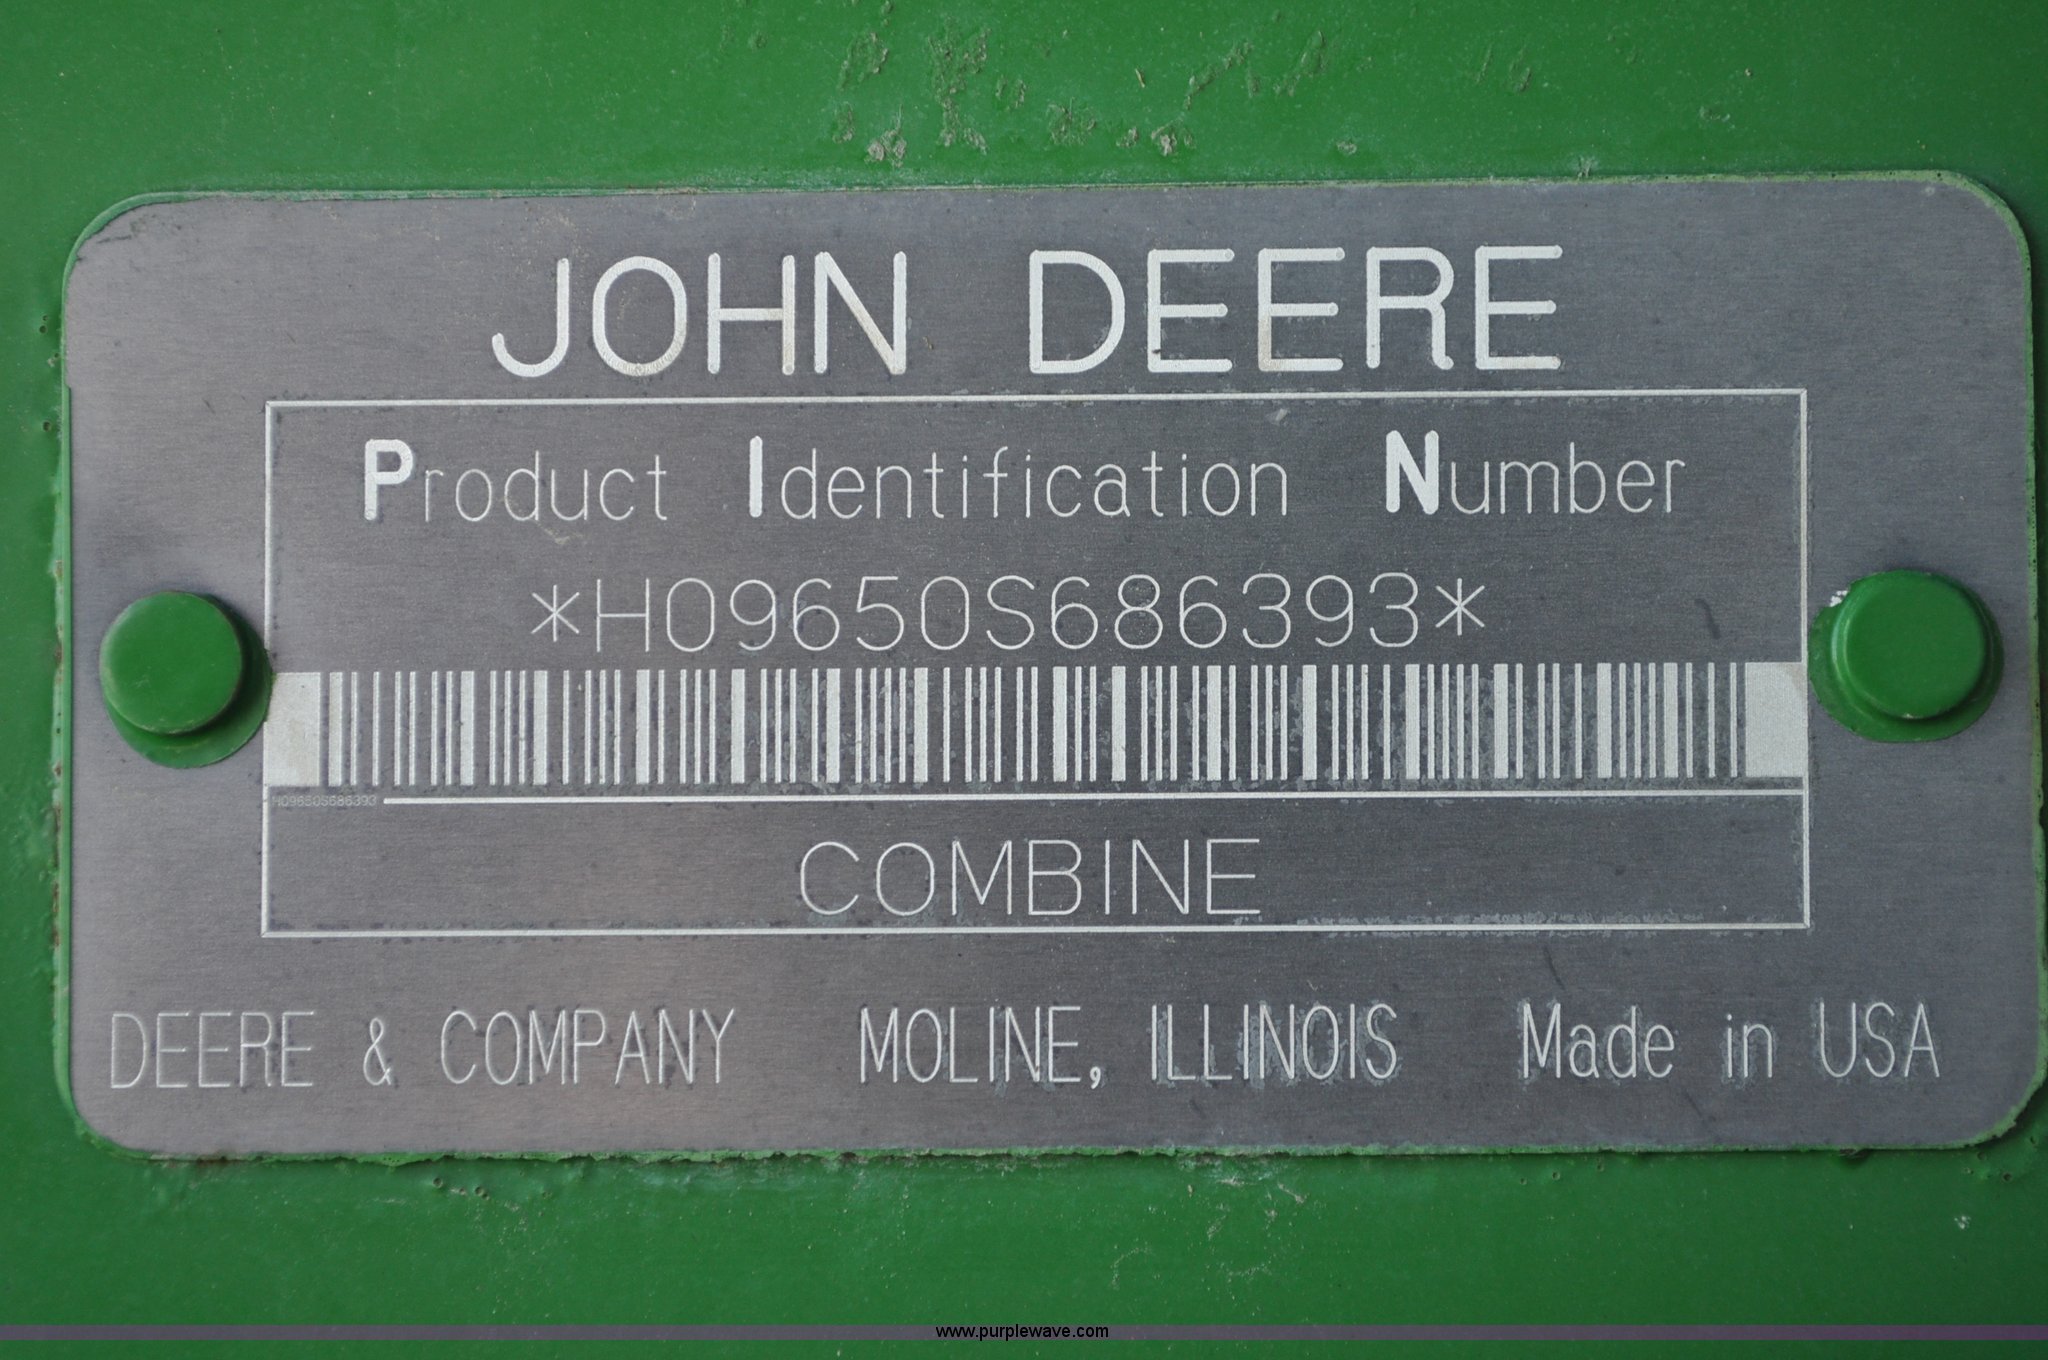 JOHN DEERE
Product Identification Number
*H09650S686393*
H09650S686393
COMBINE
DEERE & COMPANY MOLINE, ILLINOIS Made in USA
www.purplewave.com